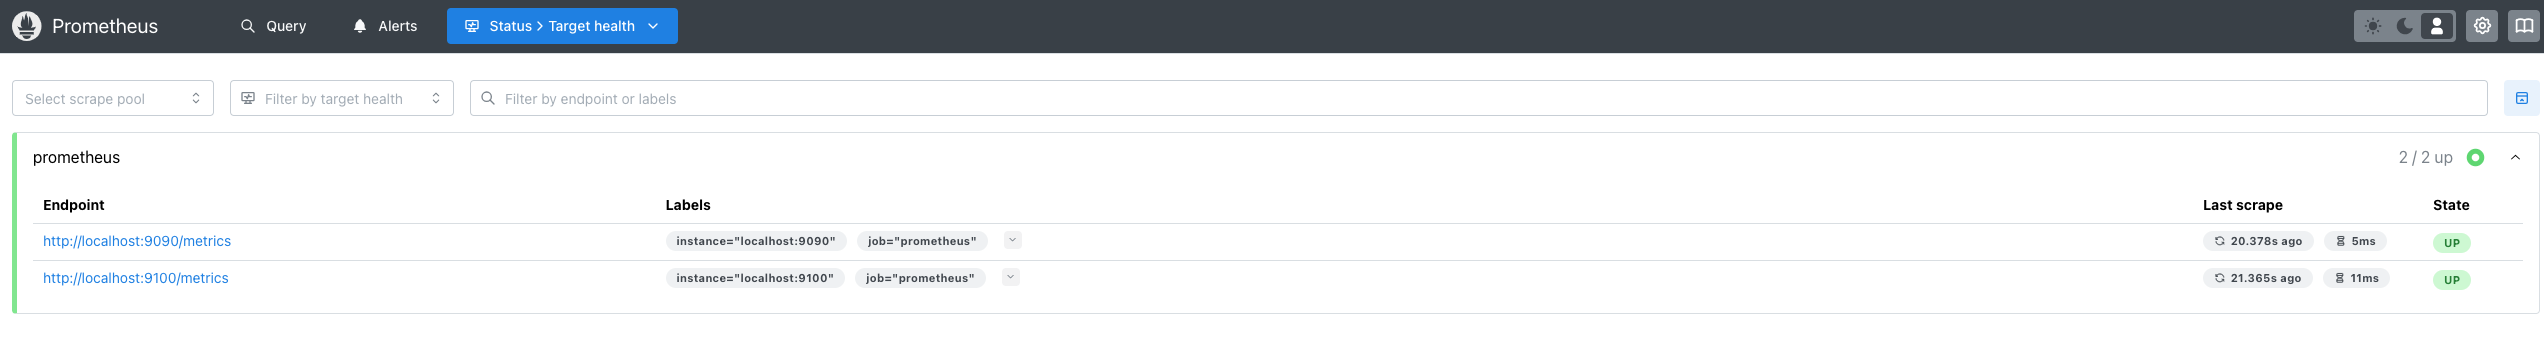 Prometheus Query Alerts Status > Target health
Select scrape pool Filter by target health Filter by endpoint or labels
prometheus 2 / 2 up
Endpoint Labels Last scrape State
http://localhost:9090/metrics instance="localhost:9090" job="prometheus" 20.378s ago 5ms UP
http://localhost:9100/metrics instance="localhost:9100" job="prometheus" 21.365s ago 11ms UP